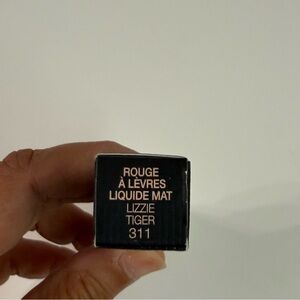 ROUGE
À LÈVRES
LIQUIDE MAT
LIZZIE
TIGER
311